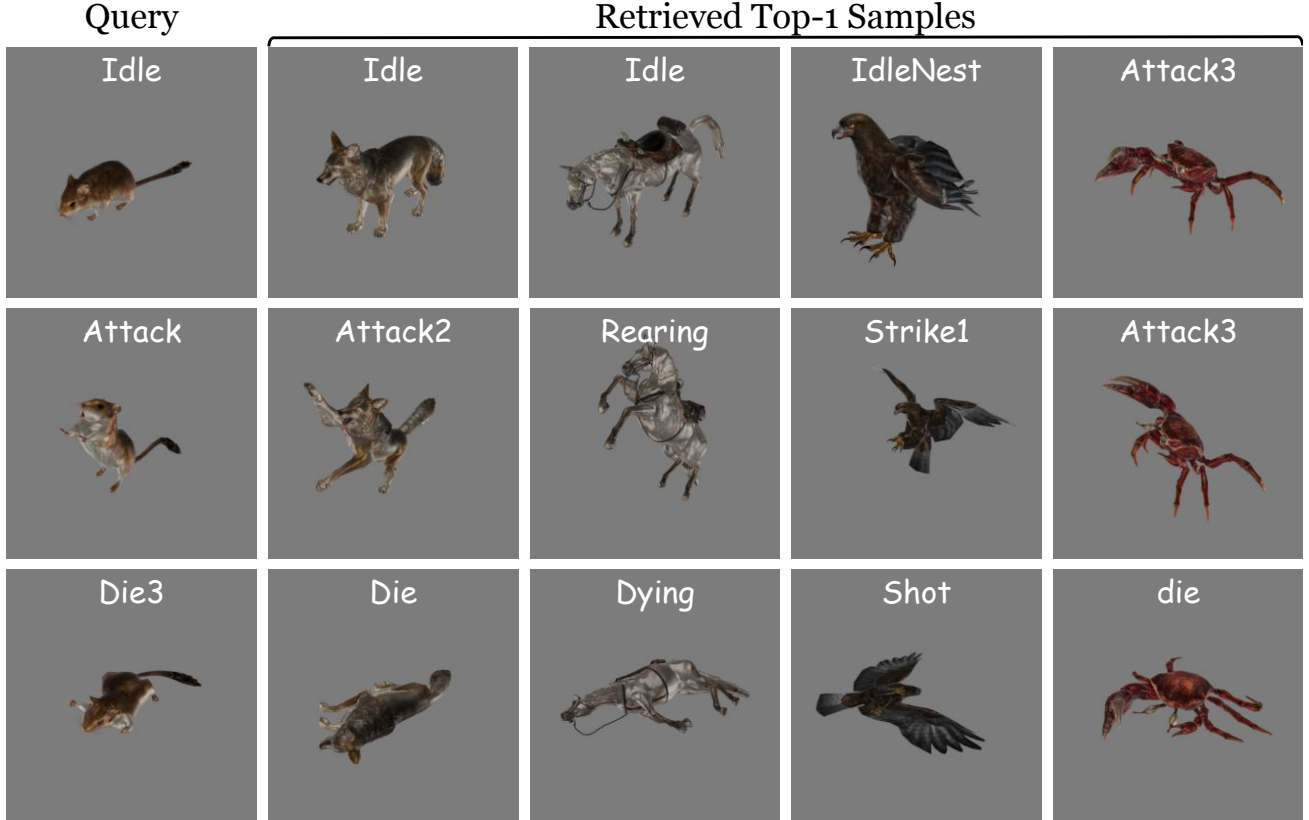 Query
Retrieved Top-1 Samples
Idle
Idle
Idle
IdleNest
Attack3
Attack
Attack2
Rearing
Strike1
Attack3
Die3
Die
Dying
Shot
die